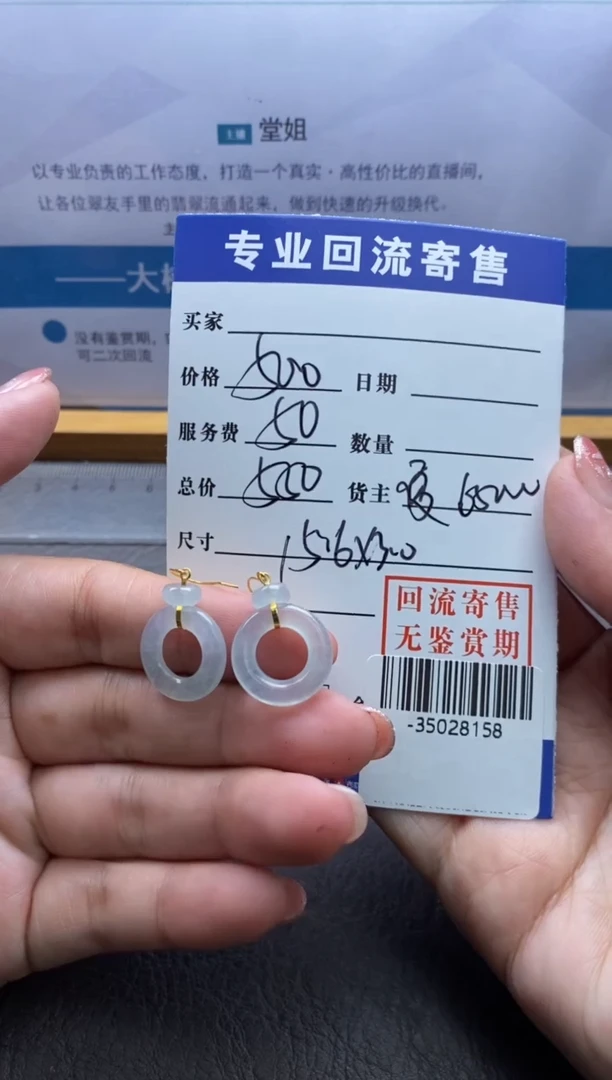 主播 堂姐
以专业负责的工作态度，打造一个真实·高性价比的直播间，
让各位翠友手里的翡翠流通起来，做到快速的升级换代。
主
——大
没有鉴赏期，
可二次回流
专业回流寄售
买家
价格 500 日期
服务费 50 数量
总价 550 货主
尺寸
回流寄售
无鉴赏期
-35028158